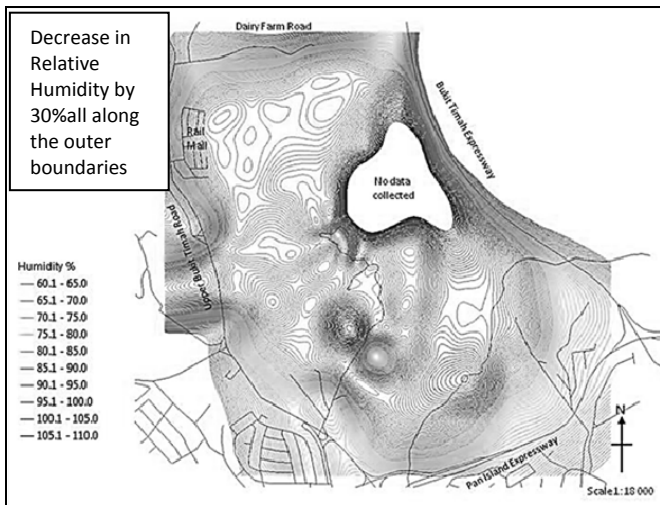 Dairy Farm Road
Decrease in
Relative
Humidity by
30%all along
the outer
boundaries
Bukit Timah Expressway
Rail
Mall
No data
collected
Upper Bukit Timah Road
Humidity %
60.1 - 65.0
65.1 - 70.0
70.1 - 75.0
75.1 - 80.0
80.1 - 85.0
85.1 - 90.0
90.1 - 95.0
95.1 - 100.0
100.1 - 105.0
105.1 - 110.0
N
Pan Island Expressway
Scale1:18 000